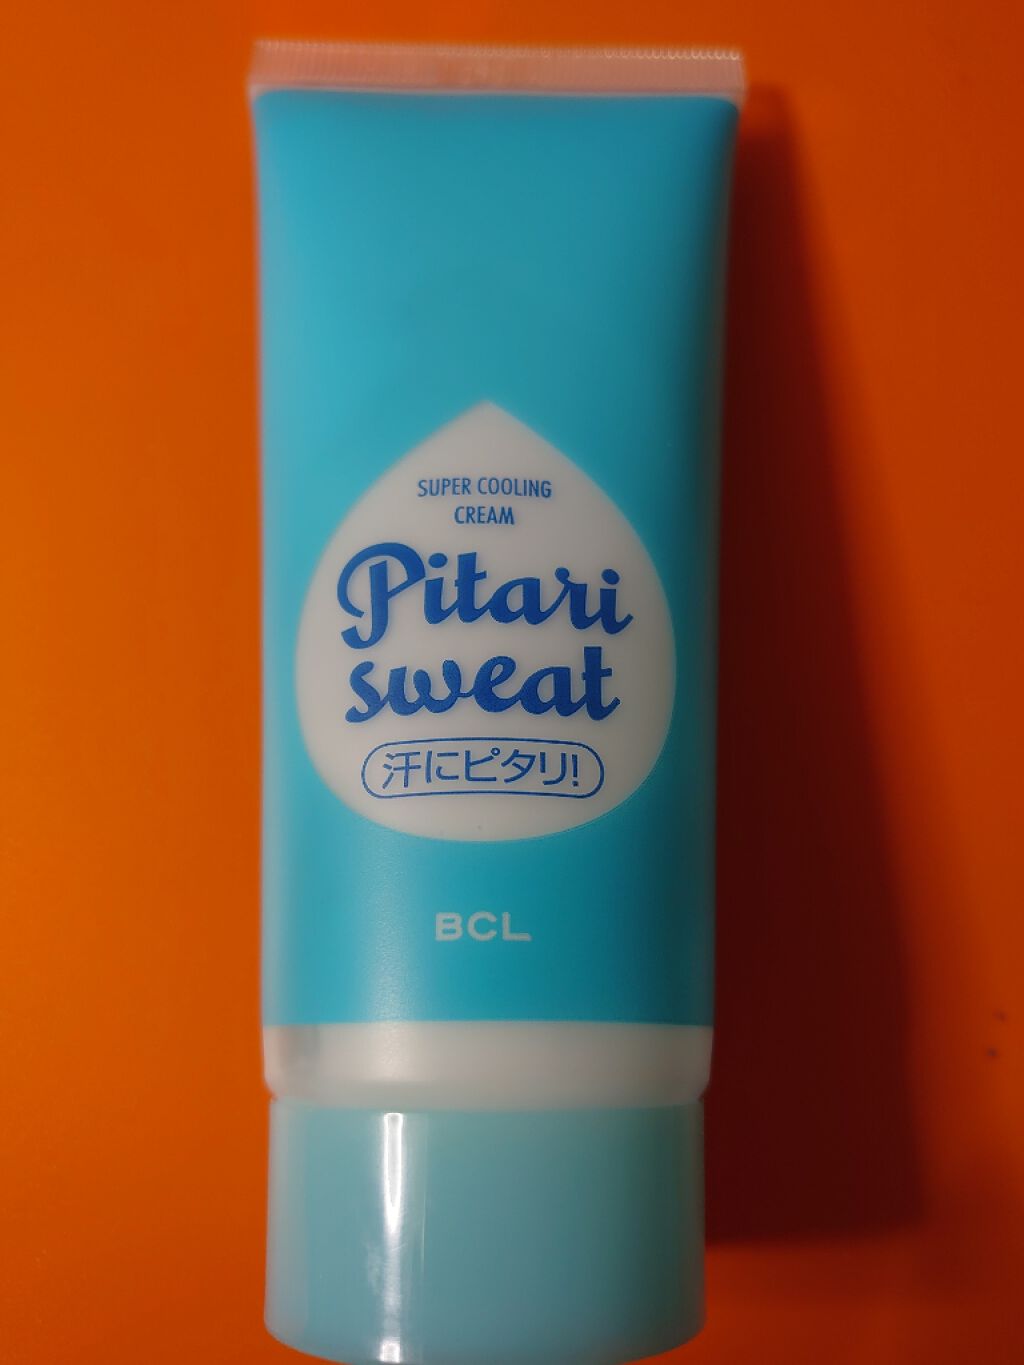 SUPER COOLING
CREAM
Pitari
sweat
汗にピタリ!
BCL